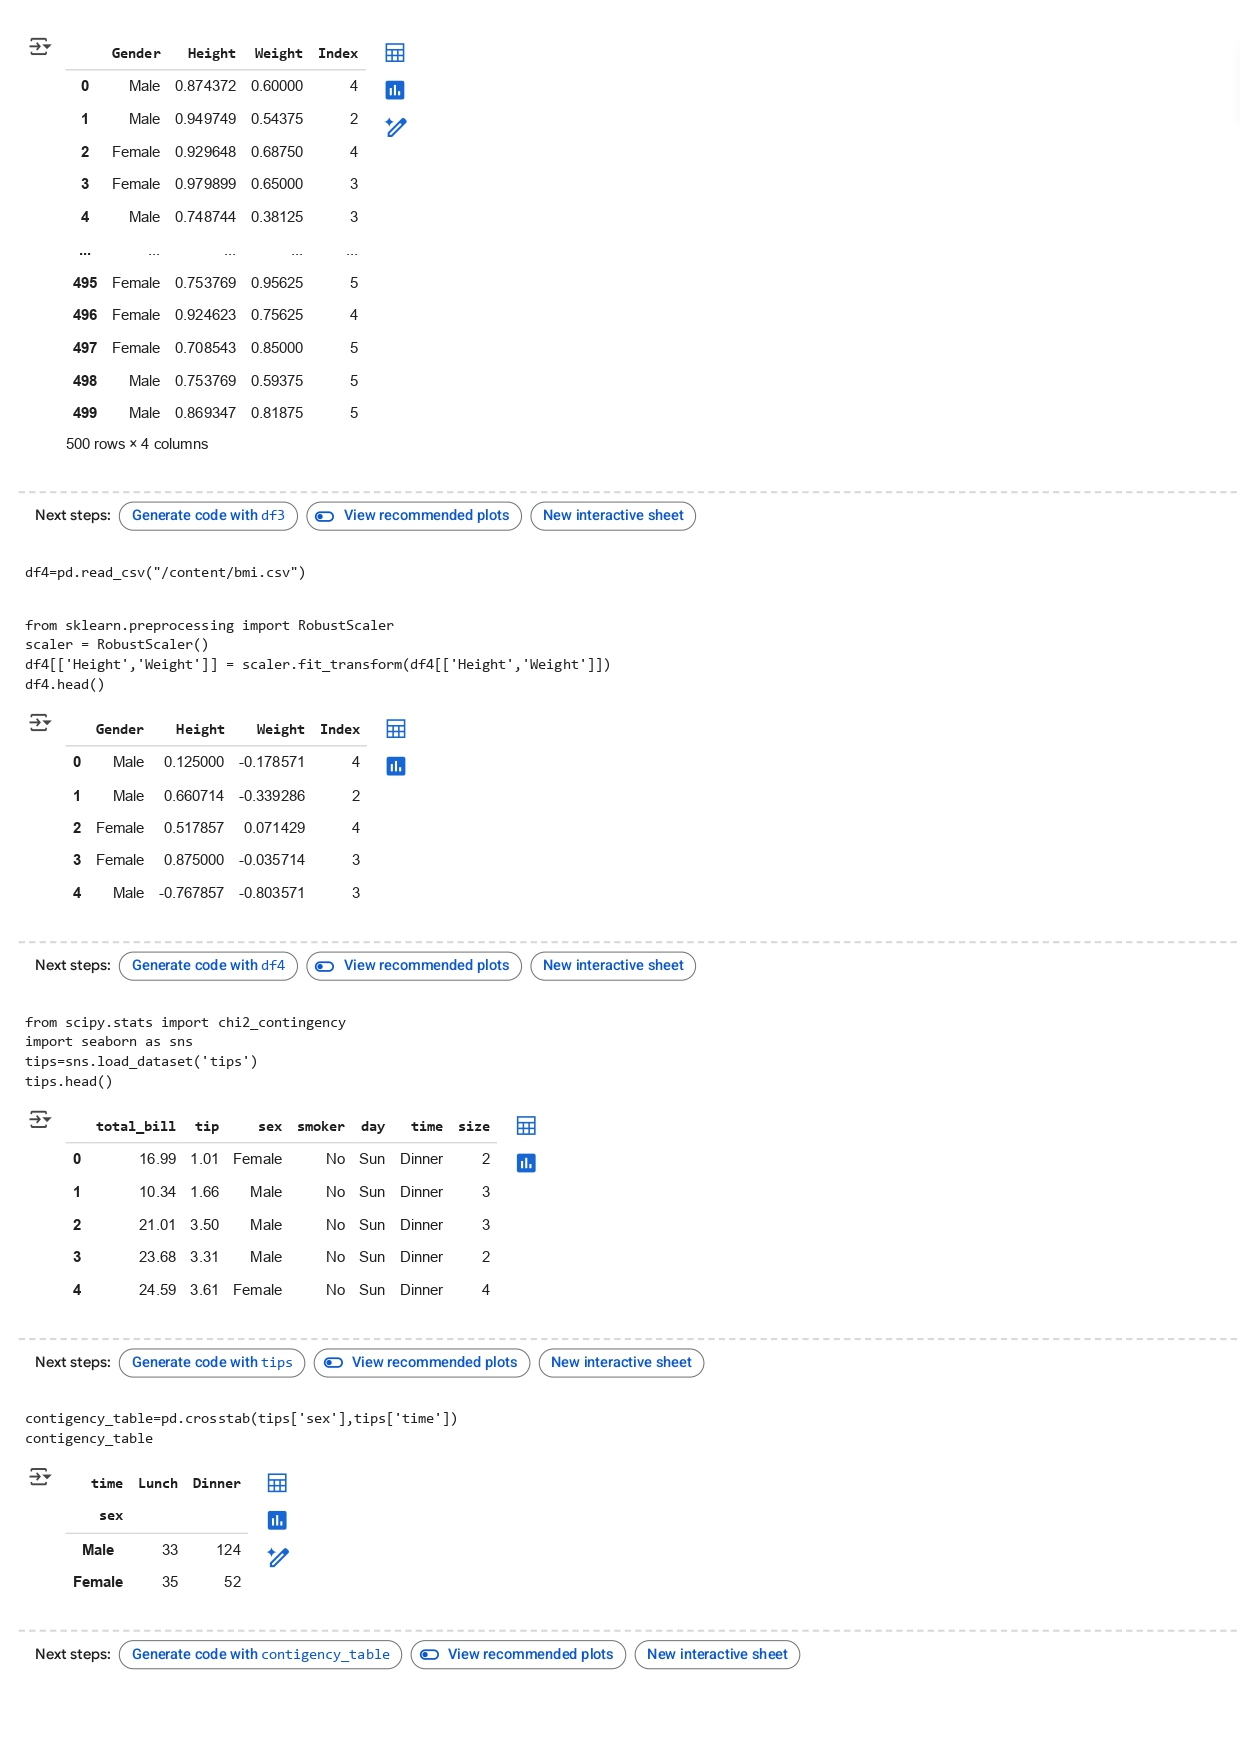 Gender Height Weight Index
0 Male 0.874372 0.60000 4
1 Male 0.949749 0.54375 2
2 Female 0.929648 0.68750 4
3 Female 0.979899 0.65000 3
4 Male 0.748744 0.38125 3
... ... ... ... ...
495 Female 0.753769 0.95625 5
496 Female 0.924623 0.75625 4
497 Female 0.708543 0.85000 5
498 Male 0.753769 0.59375 5
499 Male 0.869347 0.81875 5
500 rows × 4 columns
Next steps: Generate code with df3 View recommended plots New interactive sheet
df4=pd.read_csv("/content/bmi.csv")
from sklearn.preprocessing import RobustScaler
scaler = RobustScaler()
df4[['Height','Weight']] = scaler.fit_transform(df4[['Height','Weight']])
df4.head()
Gender Height Weight Index
0 Male 0.125000 -0.178571 4
1 Male 0.660714 -0.339286 2
2 Female 0.517857 0.071429 4
3 Female 0.875000 -0.035714 3
4 Male -0.767857 -0.803571 3
Next steps: Generate code with df4 View recommended plots New interactive sheet
from scipy.stats import chi2_contingency
import seaborn as sns
tips=sns.load_dataset('tips')
tips.head()
total_bill tip sex smoker day time size
0 16.99 1.01 Female No Sun Dinner 2
1 10.34 1.66 Male No Sun Dinner 3
2 21.01 3.50 Male No Sun Dinner 3
3 23.68 3.31 Male No Sun Dinner 2
4 24.59 3.61 Female No Sun Dinner 4
Next steps: Generate code with tips View recommended plots New interactive sheet
contigency_table=pd.crosstab(tips['sex'],tips['time'])
contigency_table
time Lunch Dinner
sex
Male 33 124
Female 35 52
Next steps: Generate code with contigency_table View recommended plots New interactive sheet